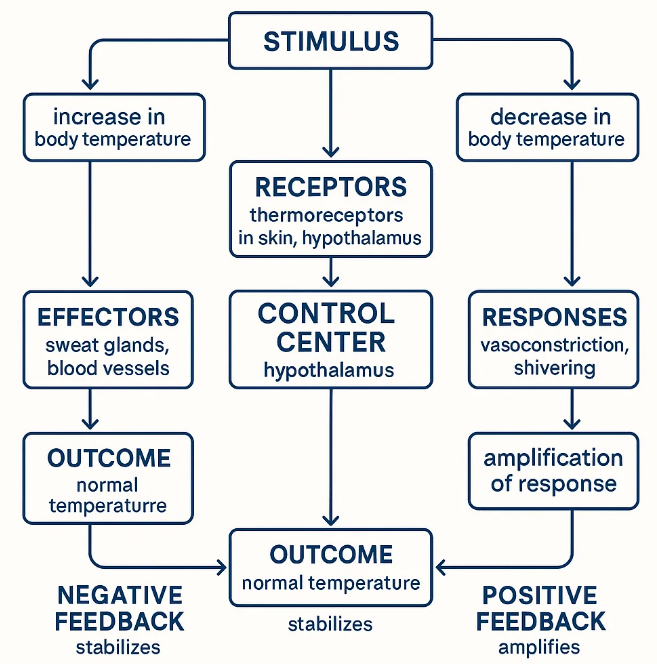 STIMULUS
increase in
body temperature
decrease in
body temperature
RECEPTORS
thermoreceptors
in skin, hypothalamus
EFFECTORS
sweat glands,
blood vessels
CONTROL
CENTER
hypothalamus
RESPONSES
vasoconstriction,
shivering
OUTCOME
normal
temperaturre
amplification
of response
OUTCOME
normal temperature
NEGATIVE
FEEDBACK
stabilizes
stabilizes
POSITIVE
FEEDBACK
amplifies